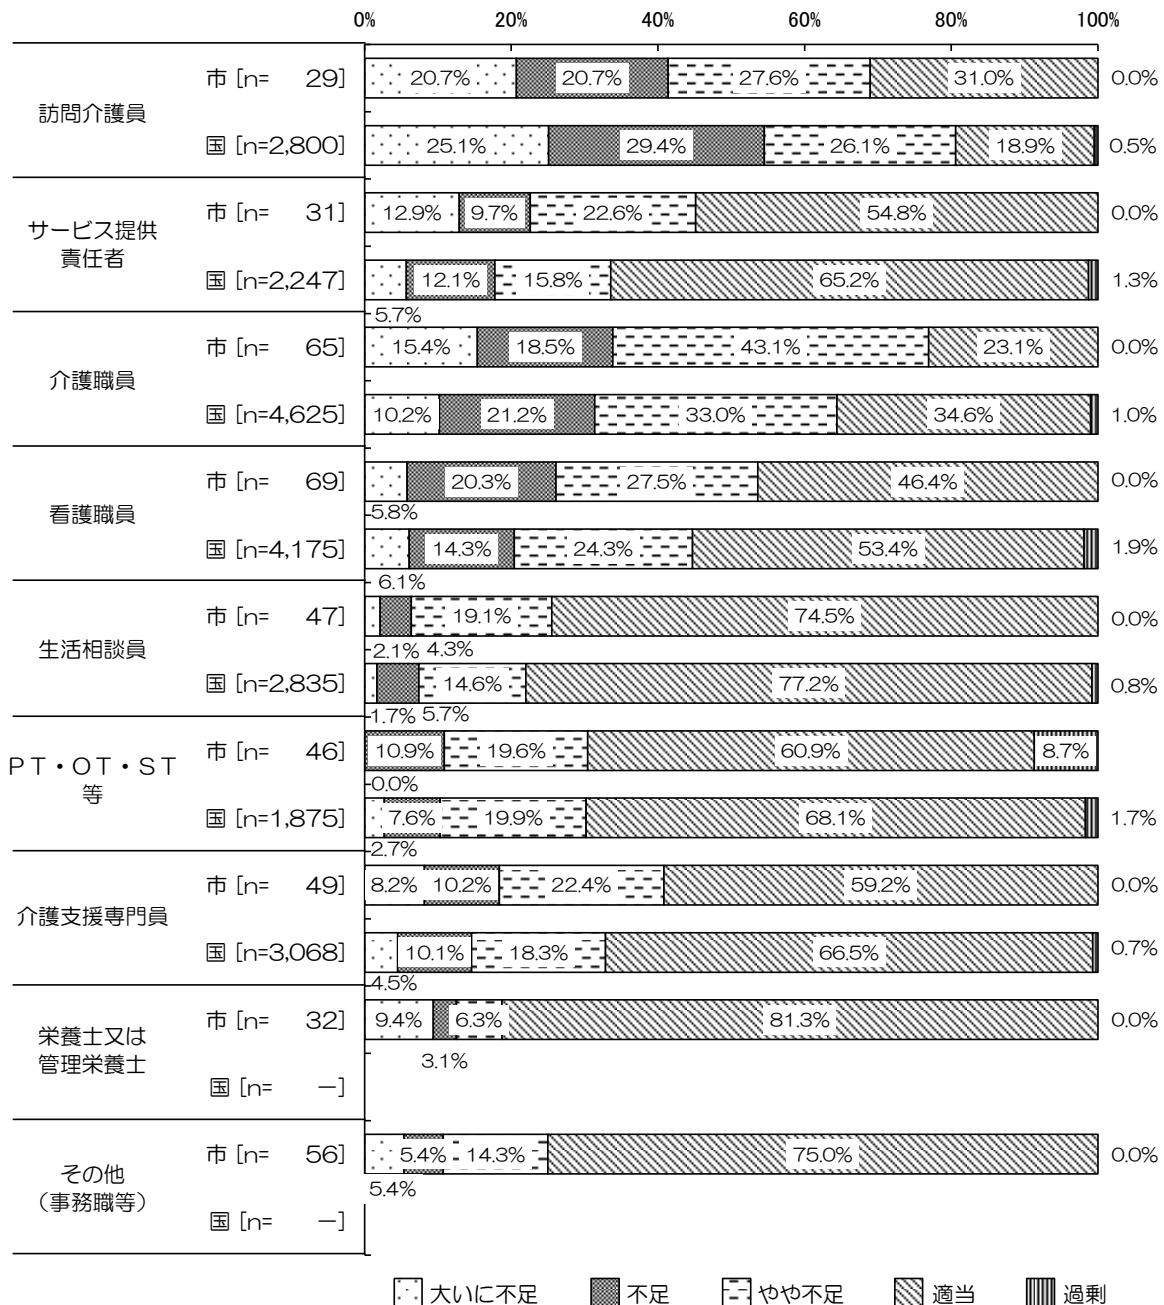 0% 20% 40% 60% 80% 100%
訪問介護員
市 [n= 29] 20.7% 20.7% 27.6% 31.0% 0.0%
国 [n=2,800] 25.1% 29.4% 26.1% 18.9% 0.5%
サービス提供
責任者
市 [n= 31] 12.9% 9.7% 22.6% 54.8% 0.0%
国 [n=2,247] 12.1% 15.8% 65.2% 1.3%
5.7%
介護職員
市 [n= 65] 15.4% 18.5% 43.1% 23.1% 0.0%
国 [n=4,625] 10.2% 21.2% 33.0% 34.6% 1.0%
看護職員
市 [n= 69] 20.3% 27.5% 46.4% 0.0%
5.8%
国 [n=4,175] 14.3% 24.3% 53.4% 1.9%
6.1%
生活相談員
市 [n= 47] 19.1% 74.5% 0.0%
2.1% 4.3%
国 [n=2,835] 14.6% 77.2% 0.8%
1.7% 5.7%
ＰＴ・ＯＴ・ＳＴ
等
市 [n= 46] 10.9% 19.6% 60.9% 8.7%
0.0%
国 [n=1,875] 7.6% 19.9% 68.1% 1.7%
2.7%
介護支援専門員
市 [n= 49] 8.2% 10.2% 22.4% 59.2% 0.0%
国 [n=3,068] 10.1% 18.3% 66.5% 0.7%
4.5%
栄養士又は
管理栄養士
市 [n= 32] 9.4% 6.3% 81.3% 0.0%
3.1%
国 [n= －]
その他
（事務職等）
市 [n= 56] 5.4% 14.3% 75.0% 0.0%
5.4%
国 [n= －]
大いに不足 不足 やや不足 適当 過剰